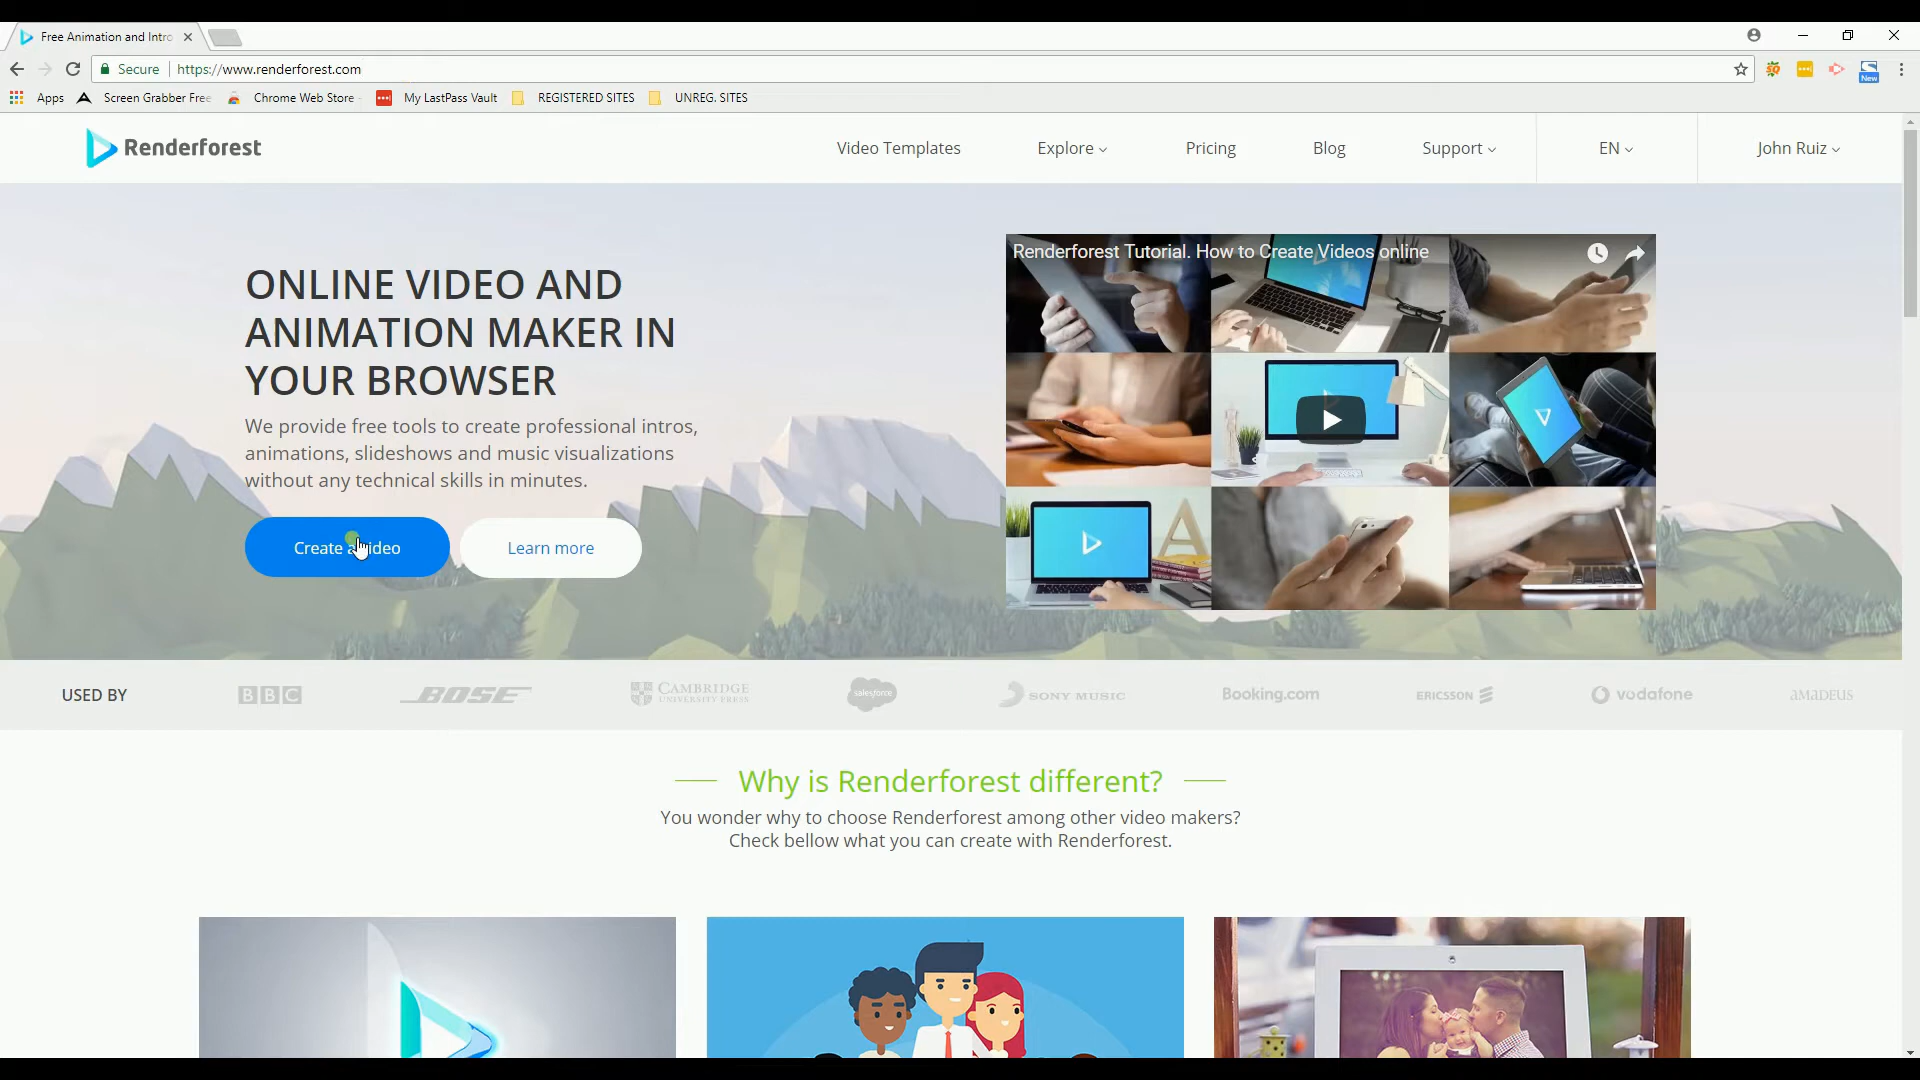 Free Animation and Intro
Secure https://www.renderforest.com
New
Apps Screen Grabber Free Chrome Web Store My LastPass Vault REGISTERED SITES UNREG. SITES
Renderforest Video Templates Explore Pricing Blog Support EN John Ruiz
ONLINE VIDEO AND
ANIMATION MAKER IN
YOUR BROWSER
We provide free tools to create professional intros,
animations, slideshows and music visualizations
without any technical skills in minutes.
Create a video Learn more
Renderforest Tutorial. How to Create Videos online
USED BY BBC BOSE CAMBRIDGE UNIVERSITY PRESS salesforce SONY MUSIC Booking.com ERICSSON vodafone amadeus
Why is Renderforest different?
You wonder why to choose Renderforest among other video makers?
Check bellow what you can create with Renderforest.